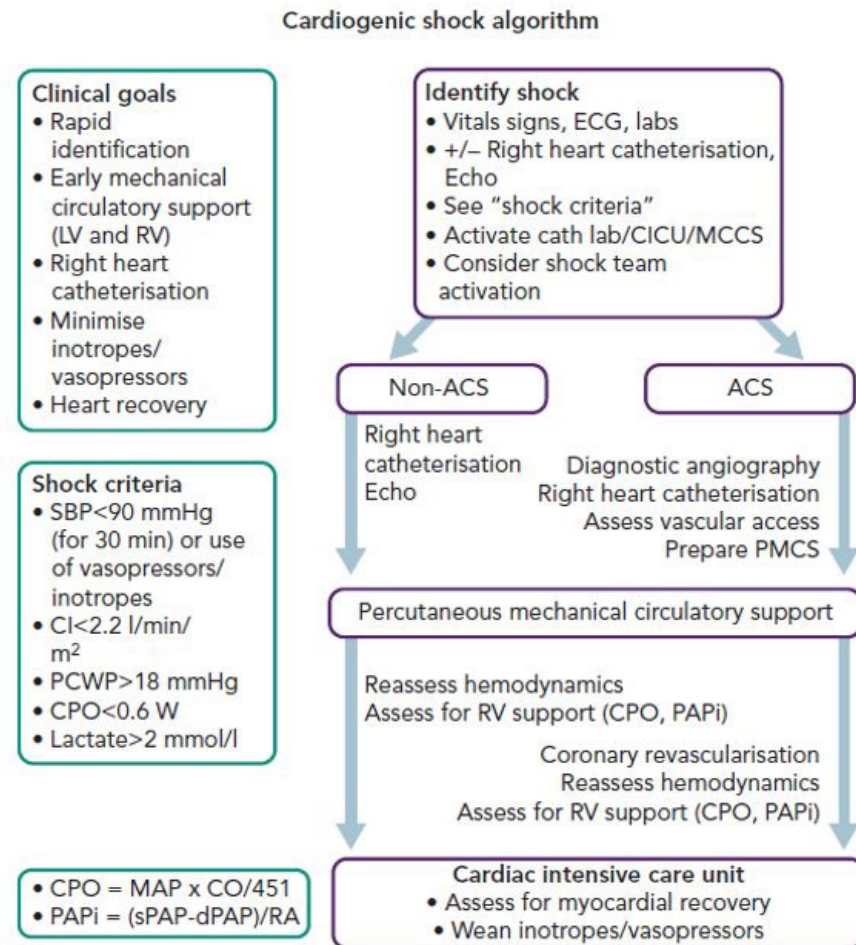 Cardiogenic shock algorithm
Clinical goals
• Rapid
identification
• Early mechanical
circulatory support
(LV and RV)
• Right heart
catheterisation
• Minimise
inotropes/
vasopressors
• Heart recovery
Shock criteria
• SBP<90 mmHg
(for 30 min) or use
of vasopressors/
inotropes
• CI<2.2 l/min/
m²
• PCWP>18 mmHg
• CPO<0.6 W
• Lactate>2 mmol/l
• CPO = MAP x CO/451
• PAPi = (sPAP-dPAP)/RA
Identify shock
• Vitals signs, ECG, labs
• +/– Right heart catheterisation,
Echo
• See “shock criteria”
• Activate cath lab/CICU/MCCS
• Consider shock team
activation
Non-ACS
ACS
Right heart
catheterisation
Echo
Diagnostic angiography
Right heart catheterisation
Assess vascular access
Prepare PMCS
Percutaneous mechanical circulatory support
Reassess hemodynamics
Assess for RV support (CPO, PAPi)
Coronary revascularisation
Reassess hemodynamics
Assess for RV support (CPO, PAPi)
Cardiac intensive care unit
• Assess for myocardial recovery
• Wean inotropes/vasopressors